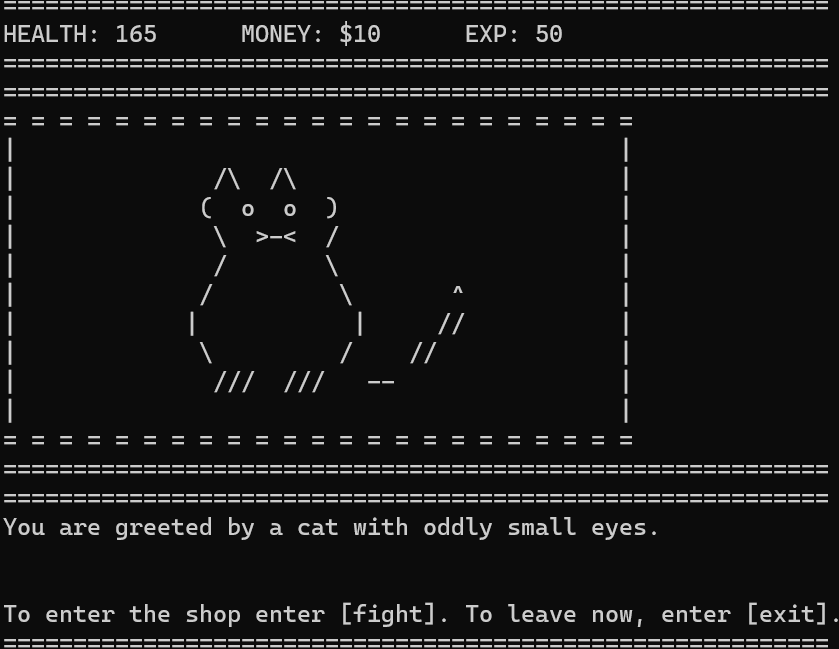 HEALTH: 165      MONEY: $10      EXP: 50
You are greeted by a cat with oddly small eyes.
To enter the shop enter [fight]. To leave now, enter [exit].